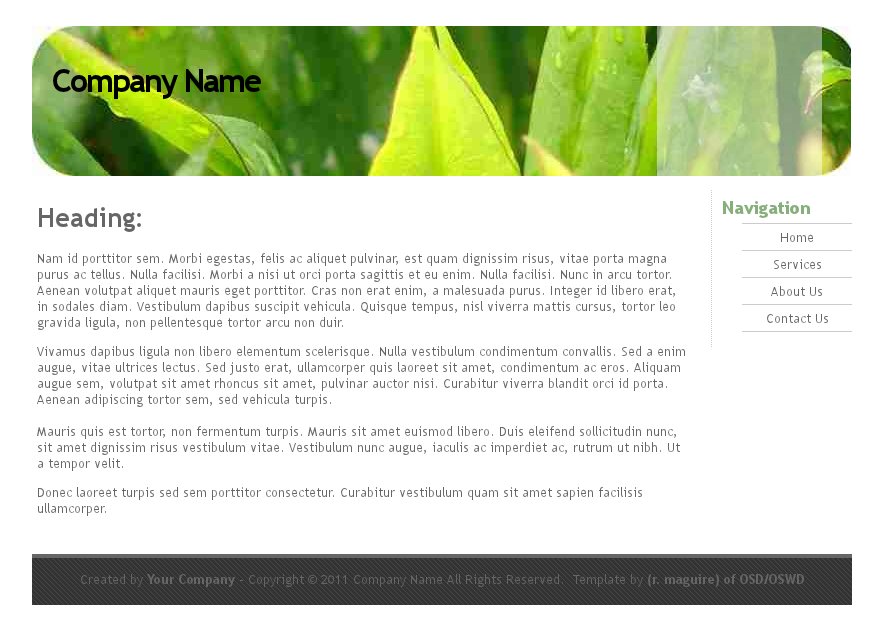 Company Name
Heading:
Nam id porttitor sem. Morbi egestas, felis ac aliquet pulvinar, est quam dignissim risus, vitae porta magna
purus ac tellus. Nulla facilisi. Morbi a nisi ut orci porta sagittis et eu enim. Nulla facilisi. Nunc in arcu tortor.
Aenean volutpat aliquet mauris eget porttitor. Cras non erat enim, a malesuada purus. Integer id libero erat,
in sodales diam. Vestibulum dapibus suscipit vehicula. Quisque tempus, nisl viverra mattis cursus, tortor leo
gravida ligula, non pellentesque tortor arcu non duir.
Vivamus dapibus ligula non libero elementum scelerisque. Nulla vestibulum condimentum convallis. Sed a enim
augue, vitae ultrices lectus. Sed justo erat, ullamcorper quis laoreet sit amet, condimentum ac eros. Aliquam
augue sem, volutpat sit amet rhoncus sit amet, pulvinar auctor nisi. Curabitur viverra blandit orci id porta.
Aenean adipiscing tortor sem, sed vehicula turpis.
Mauris quis est tortor, non fermentum turpis. Mauris sit amet euismod libero. Duis eleifend sollicitudin nunc,
sit amet dignissim risus vestibulum vitae. Vestibulum nunc augue, iaculis ac imperdiet ac, rutrum ut nibh. Ut
a tempor velit.
Donec laoreet turpis sed sem porttitor consectetur. Curabitur vestibulum quam sit amet sapien facilisis
ullamcorper.
Navigation
Home
Services
About Us
Contact Us
Created by Your Company - Copyright © 2011 Company Name All Rights Reserved. Template by (r. maguire) of OSD/OSWD